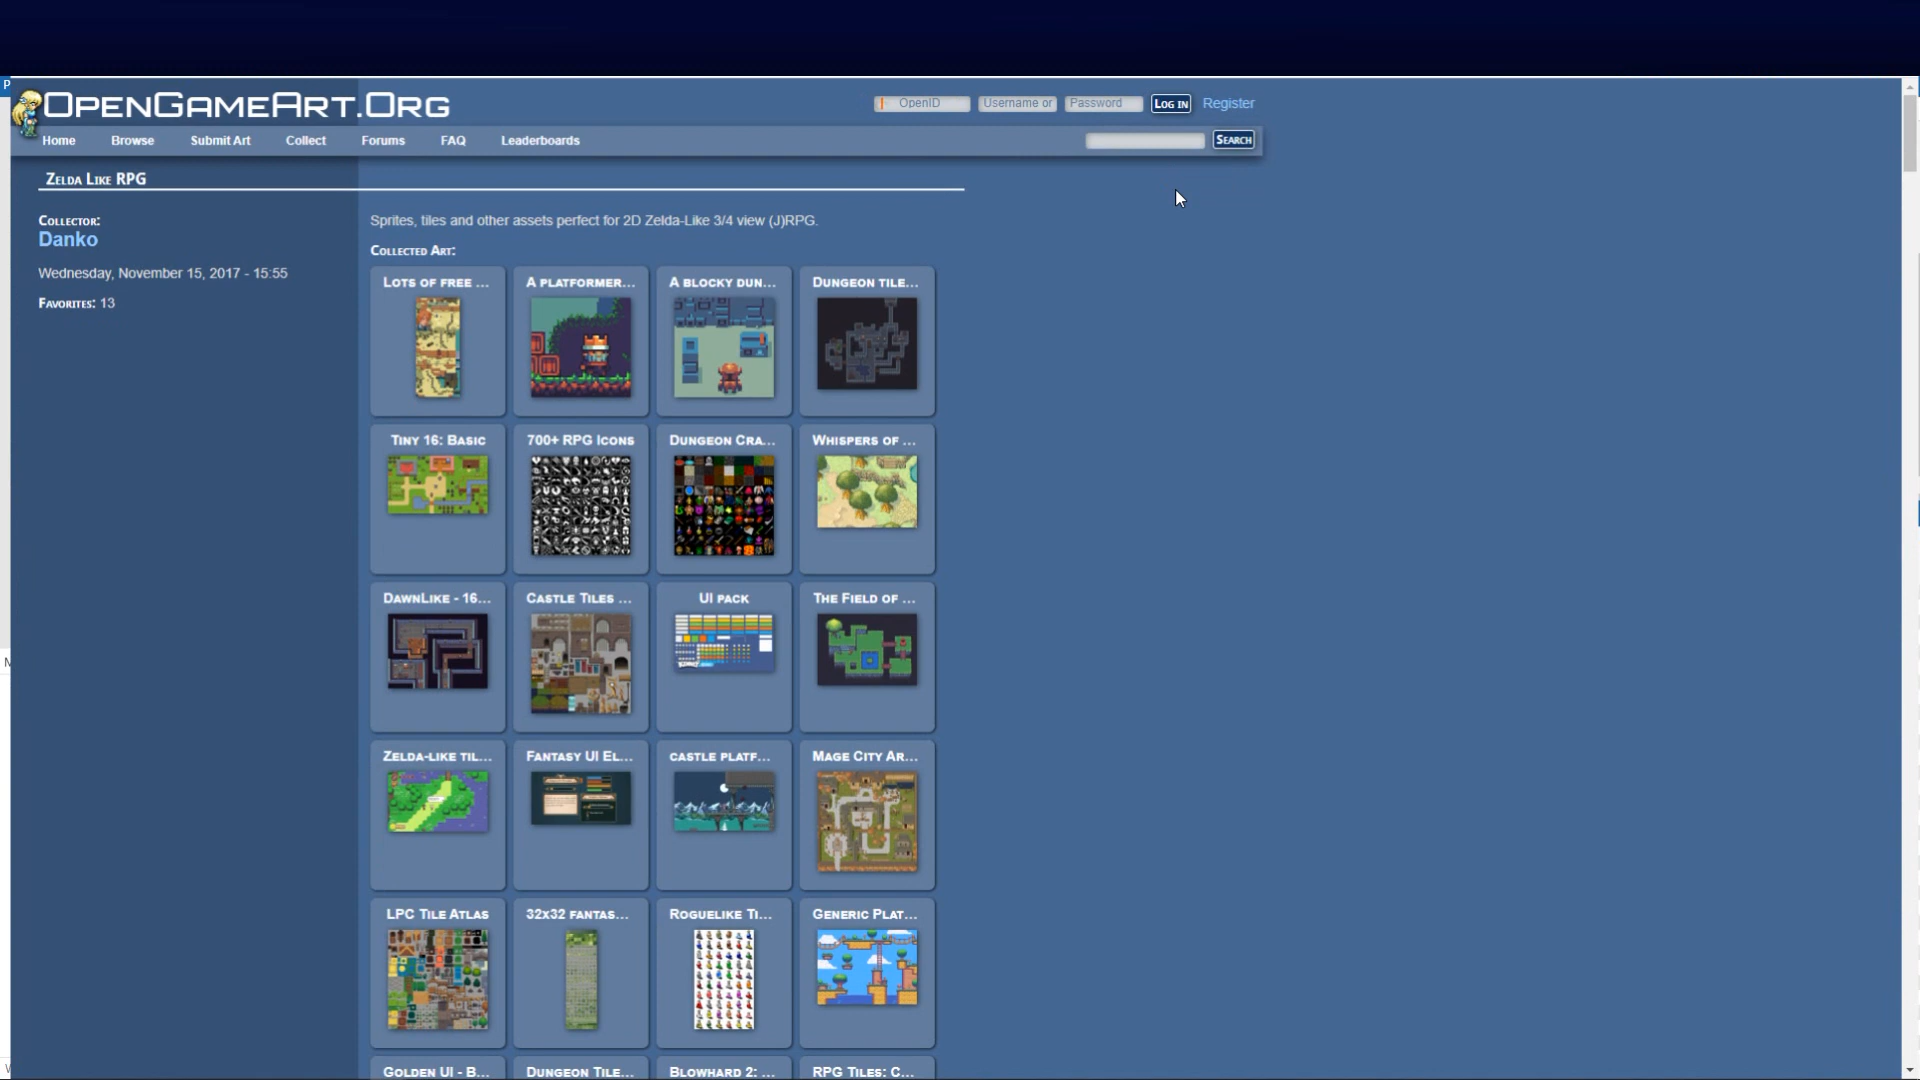 OpenGameArt.Org
OpenID Username or Password Log in Register
Home Browse Submit Art Collect Forums FAQ Leaderboards Search
Zelda Like RPG
Collector:
Danko
Wednesday, November 15, 2017 - 15:55
Favorites: 13
Sprites, tiles and other assets perfect for 2D Zelda-Like 3/4 view (J)RPG.
Collected Art:
Lots of free ... A platformer... A blocky dun... Dungeon tile...
Tiny 16: Basic 700+ RPG Icons Dungeon Cra... Whispers of ...
DawnLike - 16... Castle Tiles ... UI pack The Field of ...
Zelda-like til... Fantasy UI El... castle platf... Mage City Ar...
LPC Tile Atlas 32x32 fantas... Roguelike Ti... Generic Plat...
Golden UI - B... Dungeon Tile... Blowhard 2: ... RPG Tiles: C...